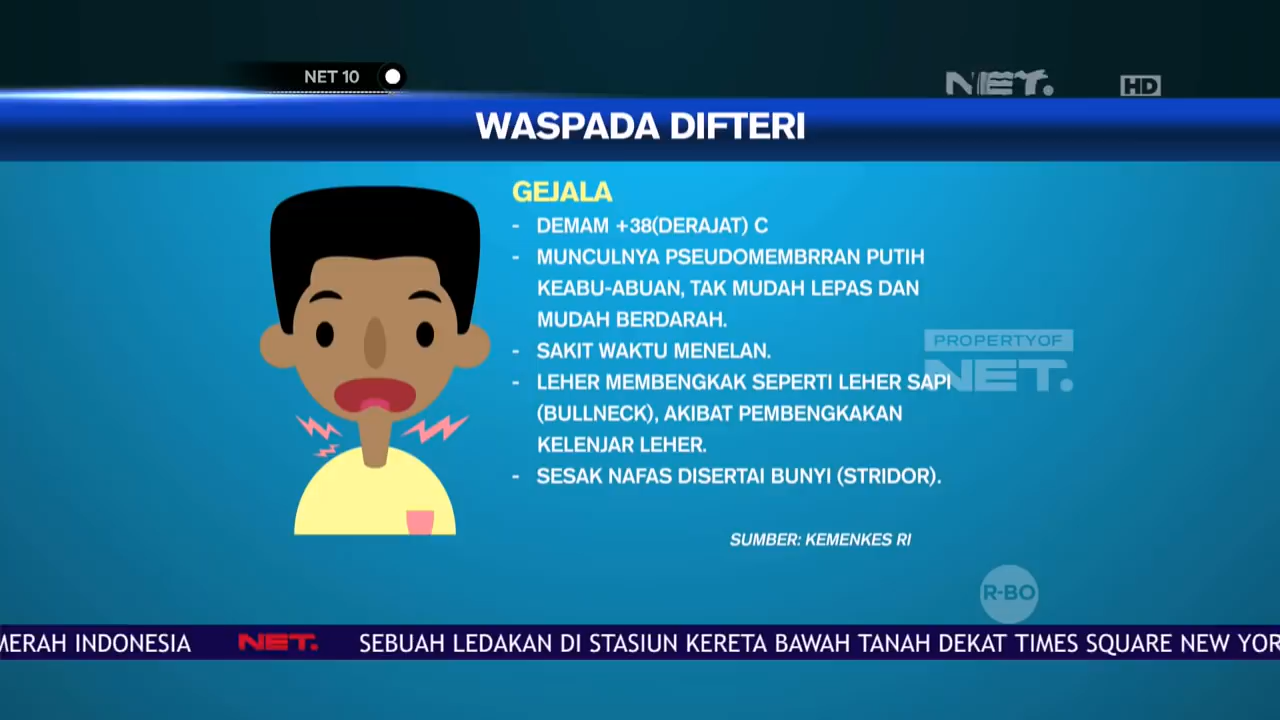 NET 10
NET.
HD
WASPADA DIFTERI
GEJALA
- DEMAM +38(DERAJAT) C
- MUNCULNYA PSEUDOMEMBRRAN PUTIH
KEABU-ABUAN, TAK MUDAH LEPAS DAN
MUDAH BERDARAH.
- SAKIT WAKTU MENELAN.
- LEHER MEMBENGKAK SEPERTI LEHER SAPI
(BULLNECK), AKIBAT PEMBENGKAKAN
KELENJAR LEHER.
- SESAK NAFAS DISERTAI BUNYI (STRIDOR).
PROPERTY OF
NET.
SUMBER: KEMENKES RI
R-BO
MERAH INDONESIA NET. SEBUAH LEDAKAN DI STASIUN KERETA BAWAH TANAH DEKAT TIMES SQUARE NEW YOR